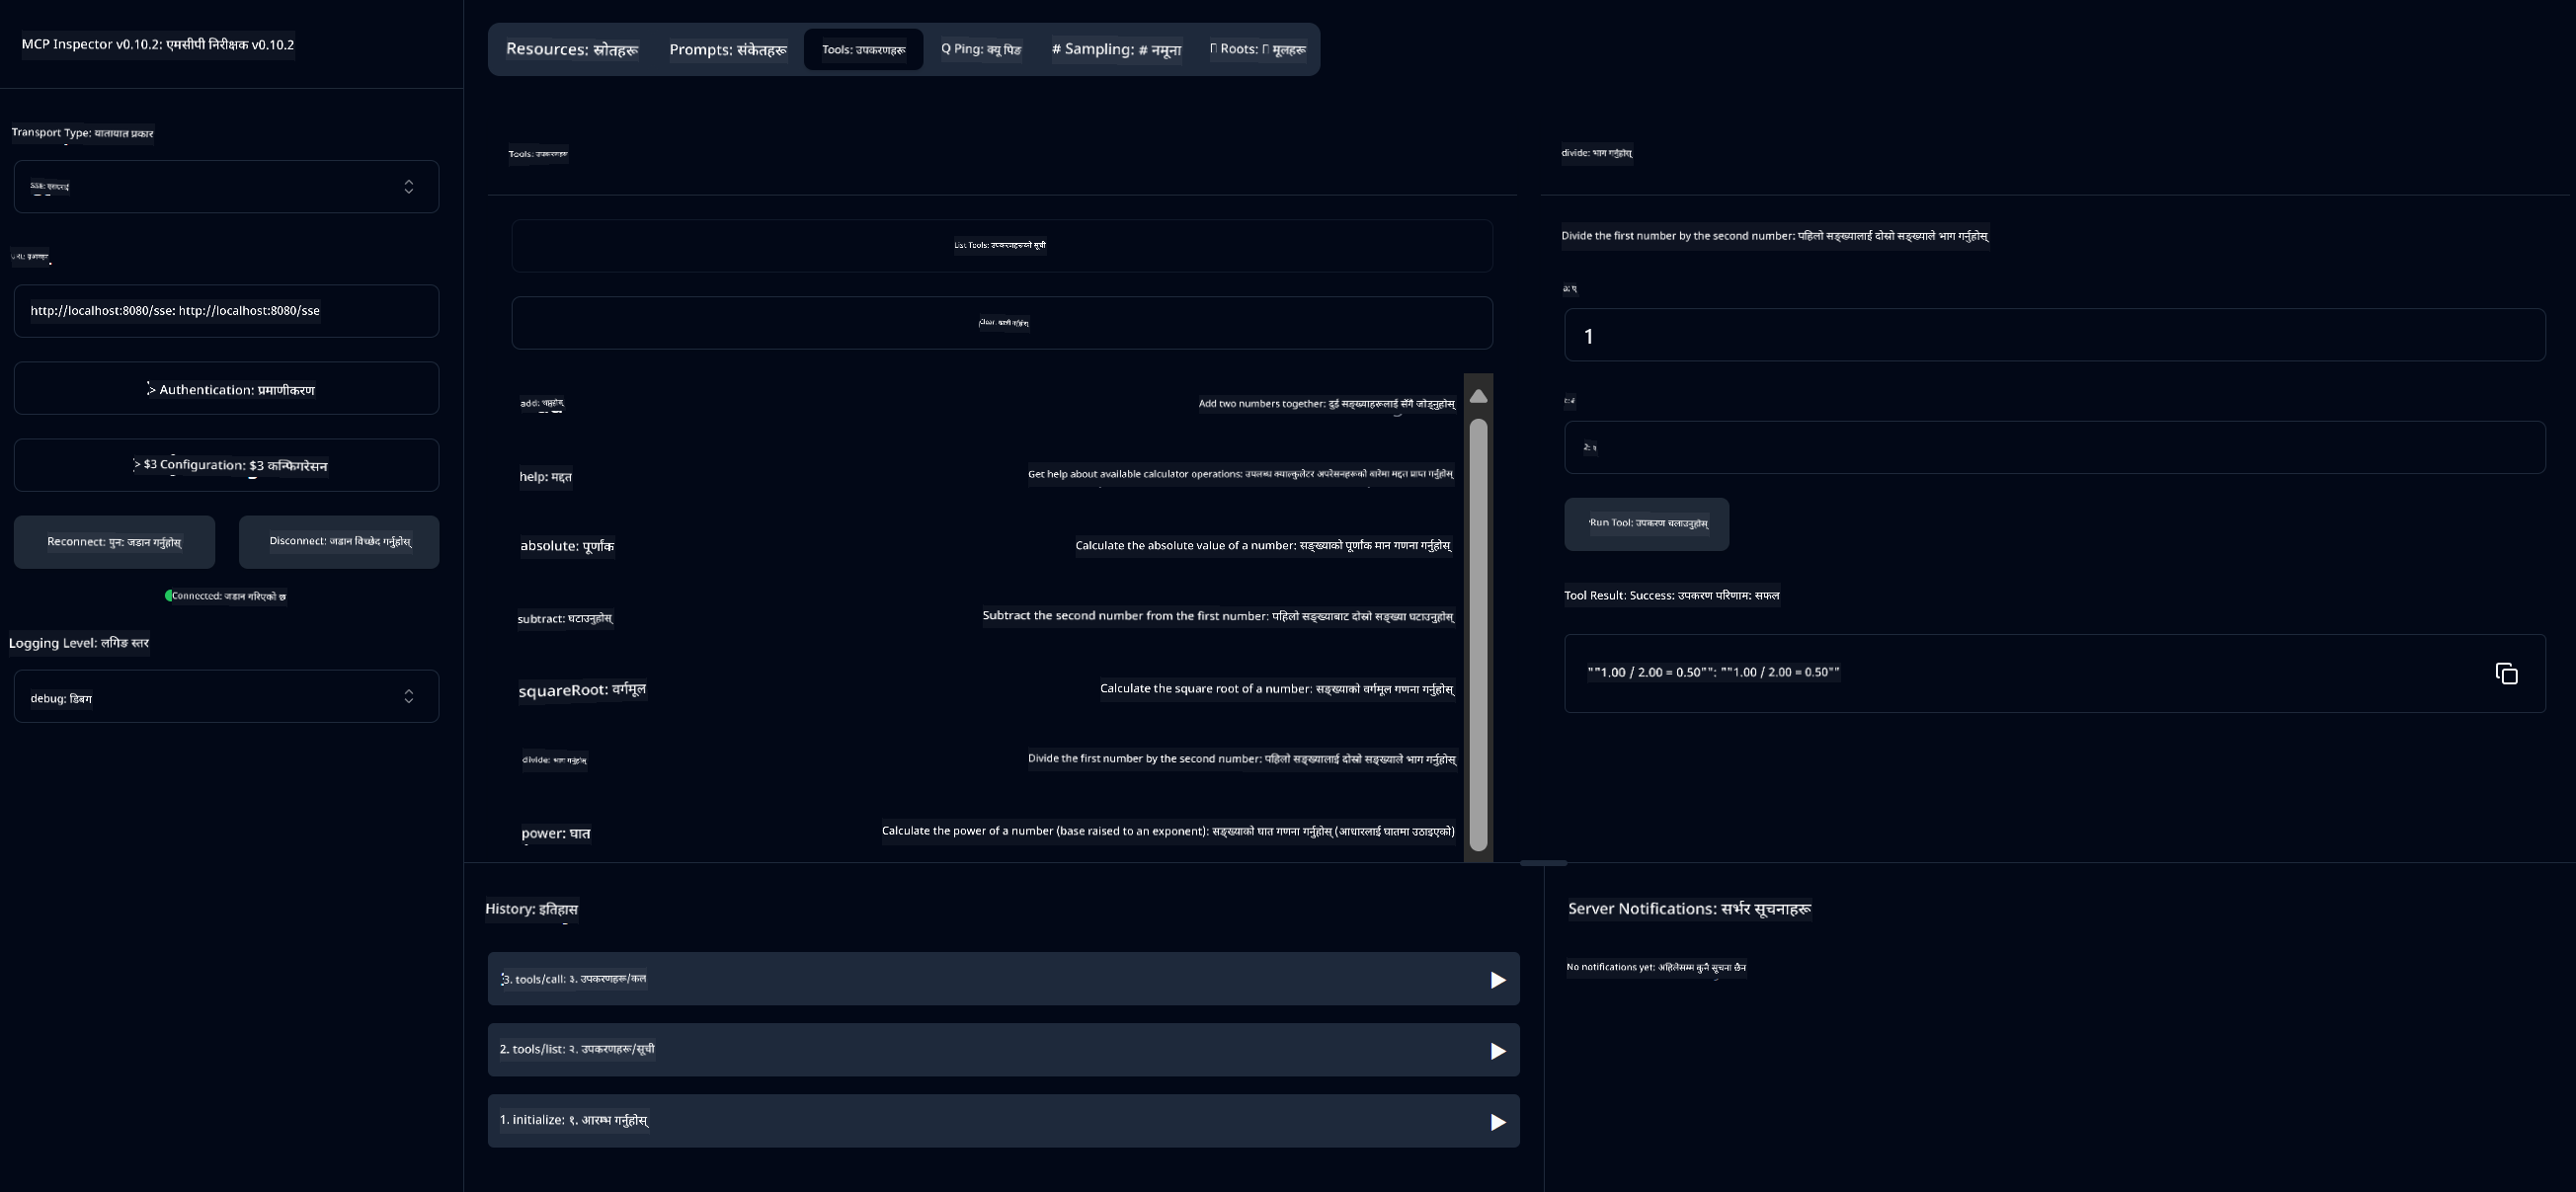 MCP Inspector v0.10.2: एमसीपी निरीक्षक v0.10.2
Transport Type: यातायात प्रकार
http://localhost:8080/sse: http://localhost:8080/sse
> Authentication: प्रमाणीकरण
> $3 Configuration: $3 कन्फिगरेसन
Reconnect: पुन: जडान गर्नुहोस्
Disconnect: जडान विच्छेद गर्नुहोस्
Connected: जडान गरिएको छ
Logging Level: लगिङ स्तर
debug: डिबग
Resources: स्रोतहरू
Prompts: संकेतहरू
Tools: उपकरणहरू
Q Ping: क्यू पिङ
# Sampling: # नमूना
Roots: मूलहरू
Tools: उपकरणहरू
List Tools: उपकरणहरूको सूची
Clear: खाली गर्नुहोस्
add:
Add two numbers together: दुई सङ्ख्याहरूलाई सँगै जोड्नुहोस्
help: मद्दत
Get help about available calculator operations: उपलब्ध क्याल्कुलेटर अपरेसनहरूको बारेमा मद्दत प्राप्त गर्नुहोस्
absolute: पूर्णांक
Calculate the absolute value of a number: सङ्ख्याको पूर्णांक मान गणना गर्नुहोस्
subtract: घटाउनुहोस्
Subtract the second number from the first number: पहिलो सङ्ख्याबाट दोस्रो सङ्ख्या घटाउनुहोस्
squareRoot: वर्गमूल
Calculate the square root of a number: सङ्ख्याको वर्गमूल गणना गर्नुहोस्
divide: भाग गर्नुहोस्
Divide the first number by the second number: पहिलो सङ्ख्यालाई दोस्रो सङ्ख्याले भाग गर्नुहोस्
power: घात
Calculate the power of a number (base raised to an exponent): सङ्ख्याको घात गणना गर्नुहोस् (आधारलाई घातमा उठाइएको)
divide: भाग गर्नुहोस्
Divide the first number by the second number: पहिलो सङ्ख्यालाई दोस्रो सङ्ख्याले भाग गर्नुहोस्
1
Run Tool: उपकरण चलाउनुहोस्
Tool Result: Success: उपकरण परिणाम: सफल
""1.00 / 2.00 = 0.50"": ""1.00 / 2.00 = 0.50""
History: इतिहास
3. tools/call: ३. उपकरणहरू/कल
2. tools/list: २. उपकरणहरू/सूची
1. initialize: १. आरम्भ गर्नुहोस्
Server Notifications: सर्भर सूचनाहरू
No notifications yet: अहिलेसम्म कुनै सूचना छैन